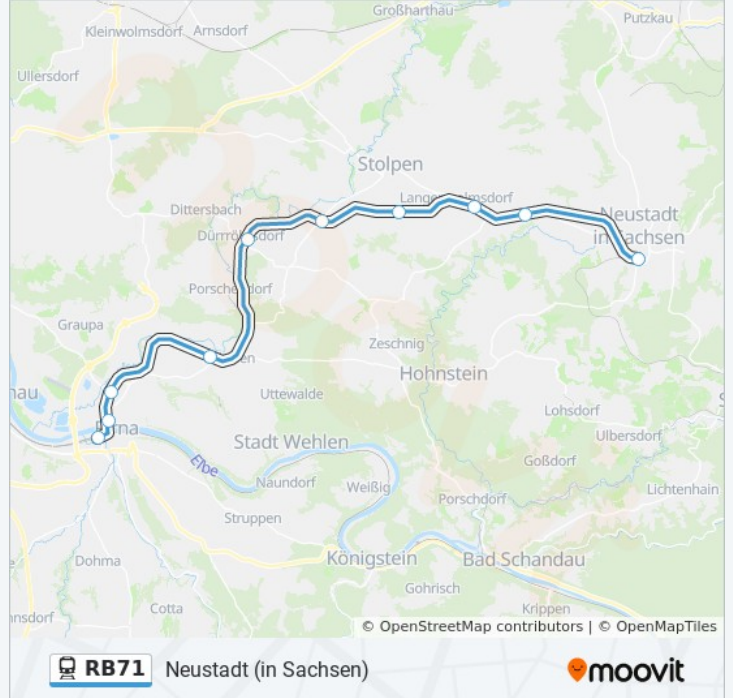 Großharthau
Putzkau
Kleinwolmsdorf Arnsdorf
Ullersdorf
Stolpen
Dittersbach
Neustadt
in Sachsen
Graupa
Zeschnig
Hohnstein
Uttewalde
Lohsdorf
Ulbersdorf
Stadt Wehlen
Goßdorf
Elbe
Naundorf
Weißig
Lichtenhain
Porschdorf
Struppen
Königstein
Bad Schandau
Dohma
Gohrisch
Cotta
Krippen
© OpenStreetMap contributors | © OpenMapTiles
RB71 Neustadt (in Sachsen)
moovit